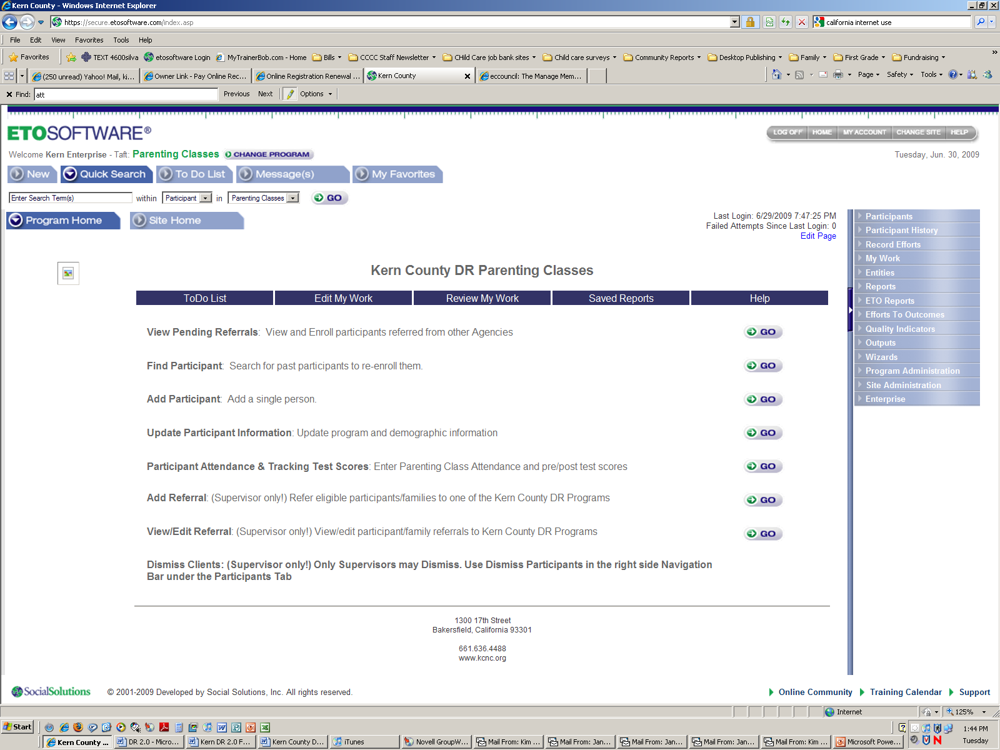 Kern County - Windows Internet Explorer
https://secure.etosoftware.com/index.asp
california internet use
File Edit View Favorites Tools Help
Favorites TEXT 4600silva etosoftware Login MyTrainerBob.com - Home Bills CCCC Staff Newsletter CHild Care job bank sites Child care surveys Community Reports Desktop Publishing Family First Grade Fundraising
(250 unread) Yahoo! Mail, ki... Owner Link - Pay Online Rec... Online Registration Renewal ... Kern County eccouncil: The Manage Mem... Page Safety Tools
Find: att Previous Next Options
ETOSOFTWARE®
LOG OFF HOME MY ACCOUNT CHANGE SITE HELP
Welcome Kern Enterprise - Taft: Parenting Classes CHANGE PROGRAM
Tuesday, Jun. 30, 2009
New Quick Search To Do List Message(s) My Favorites
Enter Search Term(s) within Participant in Parenting Classes GO
Program Home Site Home
Last Login: 6/29/2009 7:47:25 PM
Failed Attempts Since Last Login: 0
Edit Page
Kern County DR Parenting Classes
ToDo List Edit My Work Review My Work Saved Reports Help
View Pending Referrals: View and Enroll participants referred from other Agencies GO
Find Participant: Search for past participants to re-enroll them. GO
Add Participant: Add a single person. GO
Update Participant Information: Update program and demographic information GO
Participant Attendance & Tracking Test Scores: Enter Parenting Class Attendance and pre/post test scores GO
Add Referral: (Supervisor only!) Refer eligible participants/families to one of the Kern County DR Programs GO
View/Edit Referral: (Supervisor only!) View/edit participant/family referrals to Kern County DR Programs GO
Dismiss Clients: (Supervisor only!) Only Supervisors may Dismiss. Use Dismiss Participants in the right side Navigation
Bar under the Participants Tab
1300 17th Street
Bakersfield, California 93301
661.636.4488
www.kcnc.org
Participants
Participant History
Record Efforts
My Work
Entities
Reports
ETO Reports
Efforts To Outcomes
Quality Indicators
Outputs
Wizards
Program Administration
Site Administration
Enterprise
SocialSolutions © 2001-2009 Developed by Social Solutions, Inc. All rights reserved.
Online Community Training Calendar Support
Internet 125%
Start
1:44 PM
Kern County ... DR 2.0 - Micro... Kern DR 2.0 F... Kern County D... iTunes Novell GroupW... Mail From: Kim ... Mail From: Jan... Mail From: Jan... Mail From: Jan... Mail From: Kim ... Microsoft Powe... Tuesday